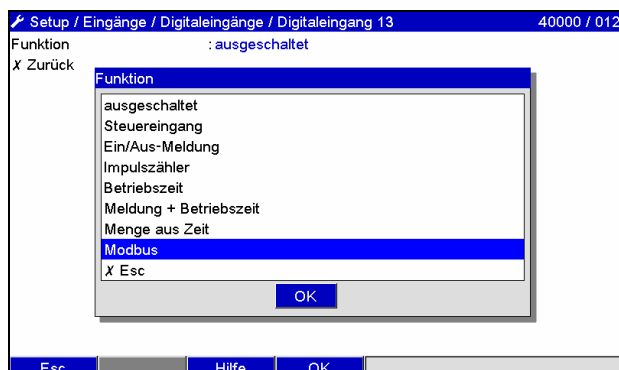 Setup / Eingänge / Digitaleingänge / Digitaleingang 13 40000 / 012
Funktion : ausgeschaltet
X Zurück
Funktion
ausgeschaltet
Steuereingang
Ein/Aus-Meldung
Impulszähler
Betriebszeit
Meldung + Betriebszeit
Menge aus Zeit
Modbus
X Esc
OK
Esc Hilfe OK